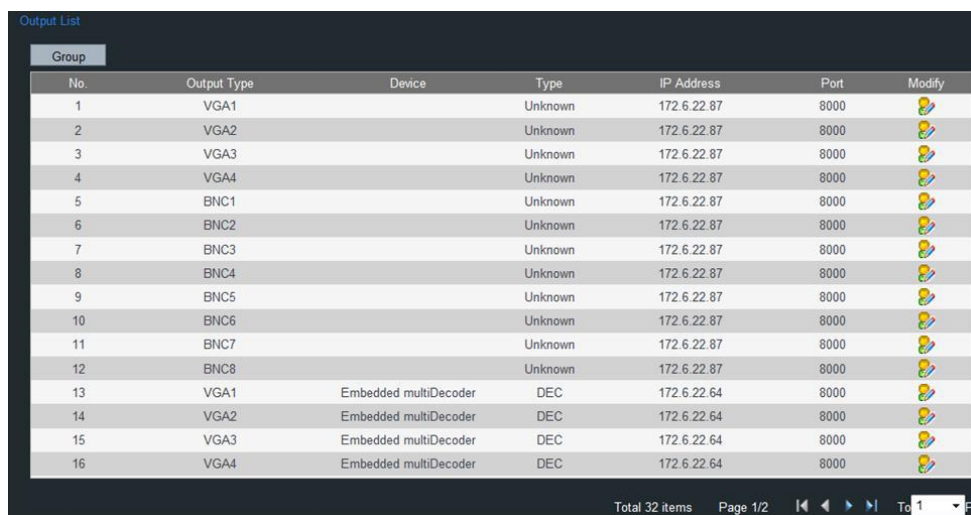 Output List
Group
No. Output Type Device Type IP Address Port Modify
1 VGA1 Unknown 172.6.22.87 8000
2 VGA2 Unknown 172.6.22.87 8000
3 VGA3 Unknown 172.6.22.87 8000
4 VGA4 Unknown 172.6.22.87 8000
5 BNC1 Unknown 172.6.22.87 8000
6 BNC2 Unknown 172.6.22.87 8000
7 BNC3 Unknown 172.6.22.87 8000
8 BNC4 Unknown 172.6.22.87 8000
9 BNC5 Unknown 172.6.22.87 8000
10 BNC6 Unknown 172.6.22.87 8000
11 BNC7 Unknown 172.6.22.87 8000
12 BNC8 Unknown 172.6.22.87 8000
13 VGA1 Embedded multiDecoder DEC 172.6.22.64 8000
14 VGA2 Embedded multiDecoder DEC 172.6.22.64 8000
15 VGA3 Embedded multiDecoder DEC 172.6.22.64 8000
16 VGA4 Embedded multiDecoder DEC 172.6.22.64 8000
Total 32 items Page 1/2 To 1